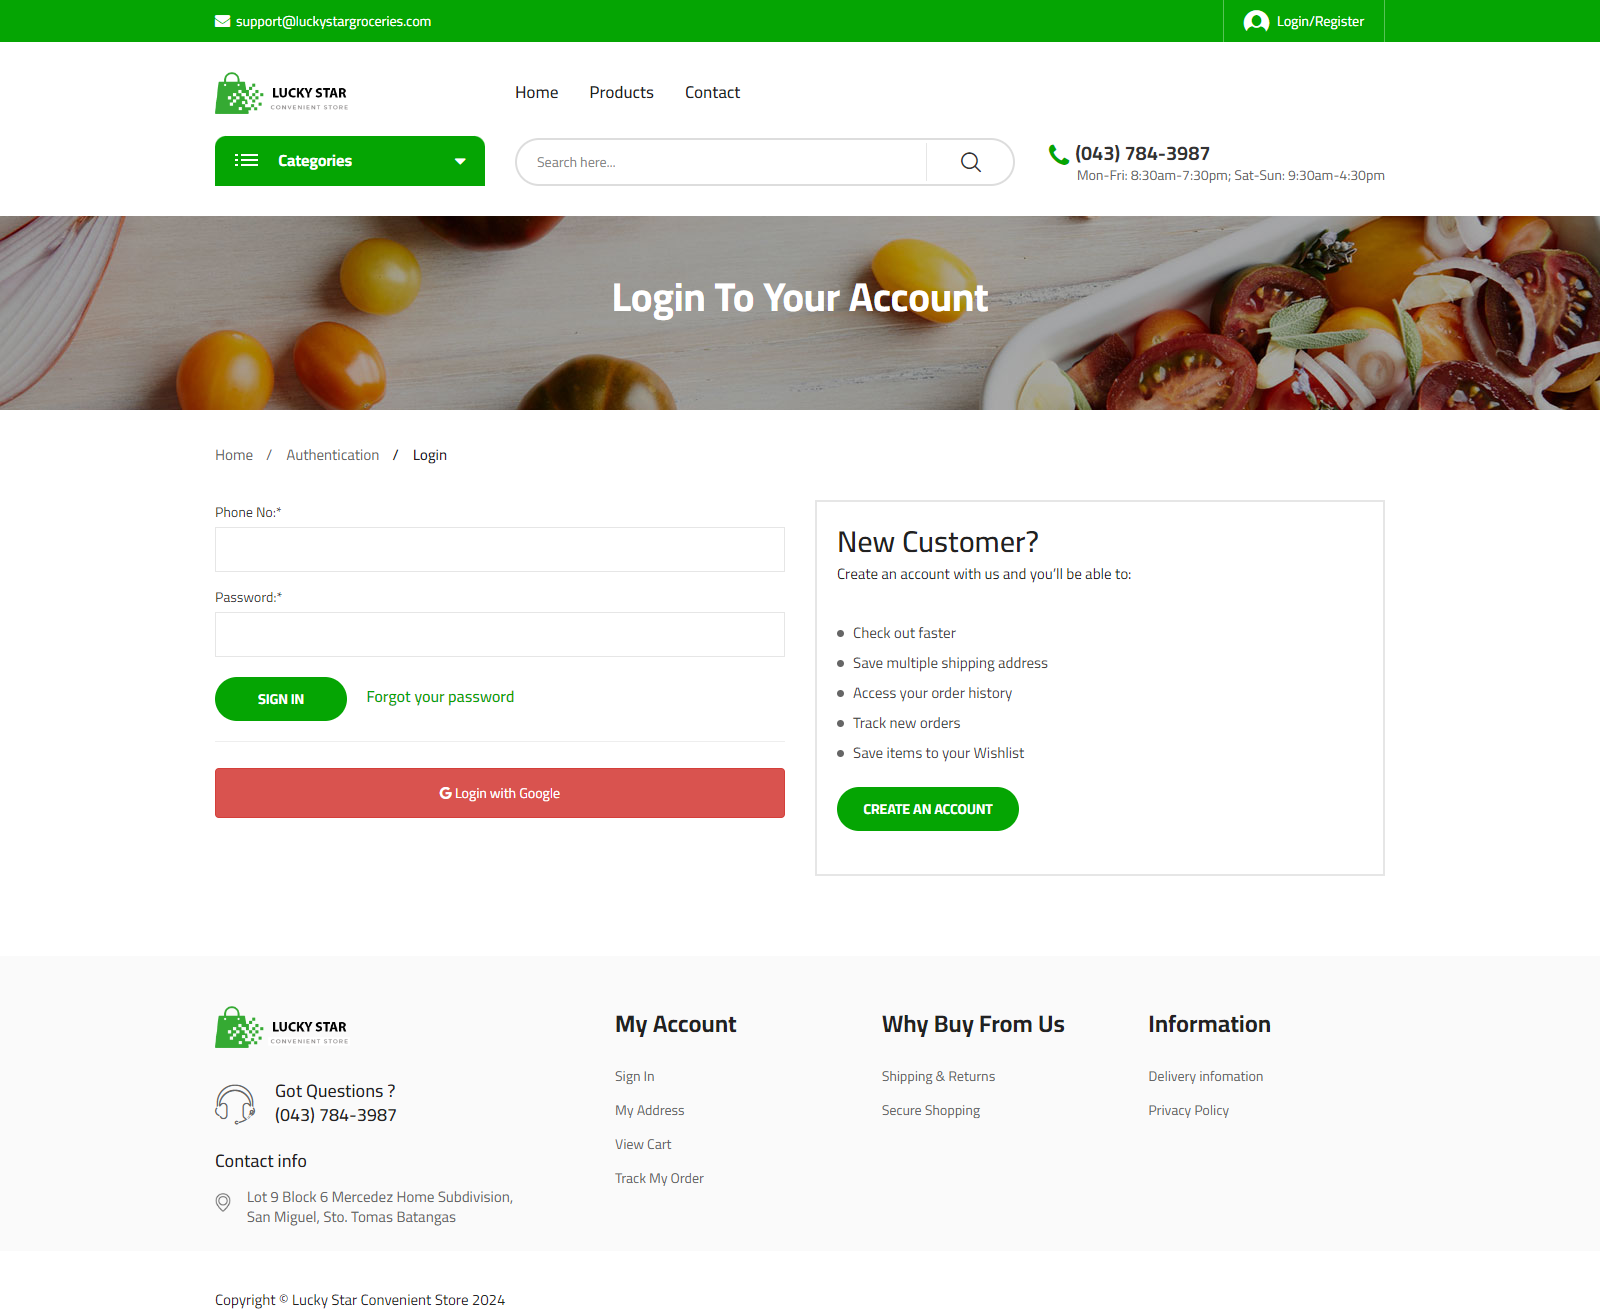 support@luckystargroceries.com
Login/Register
LUCKY STAR
CONVENIENT STORE
Home
Products
Contact
Categories
Search here...
(043) 784-3987
Mon-Fri: 8:30am-7:30pm; Sat-Sun: 9:30am-4:30pm
Login To Your Account
Home / Authentication / Login
Phone No:*
Password:*
SIGN IN
Forgot your password
Login with Google
New Customer?
Create an account with us and you’ll be able to:
Check out faster
Save multiple shipping address
Access your order history
Track new orders
Save items to your Wishlist
CREATE AN ACCOUNT
LUCKY STAR
CONVENIENT STORE
Got Questions ?
(043) 784-3987
Contact info
Lot 9 Block 6 Mercedez Home Subdivision,
San Miguel, Sto. Tomas Batangas
My Account
Sign In
My Address
View Cart
Track My Order
Why Buy From Us
Shipping & Returns
Secure Shopping
Information
Delivery infomation
Privacy Policy
Copyright © Lucky Star Convenient Store 2024